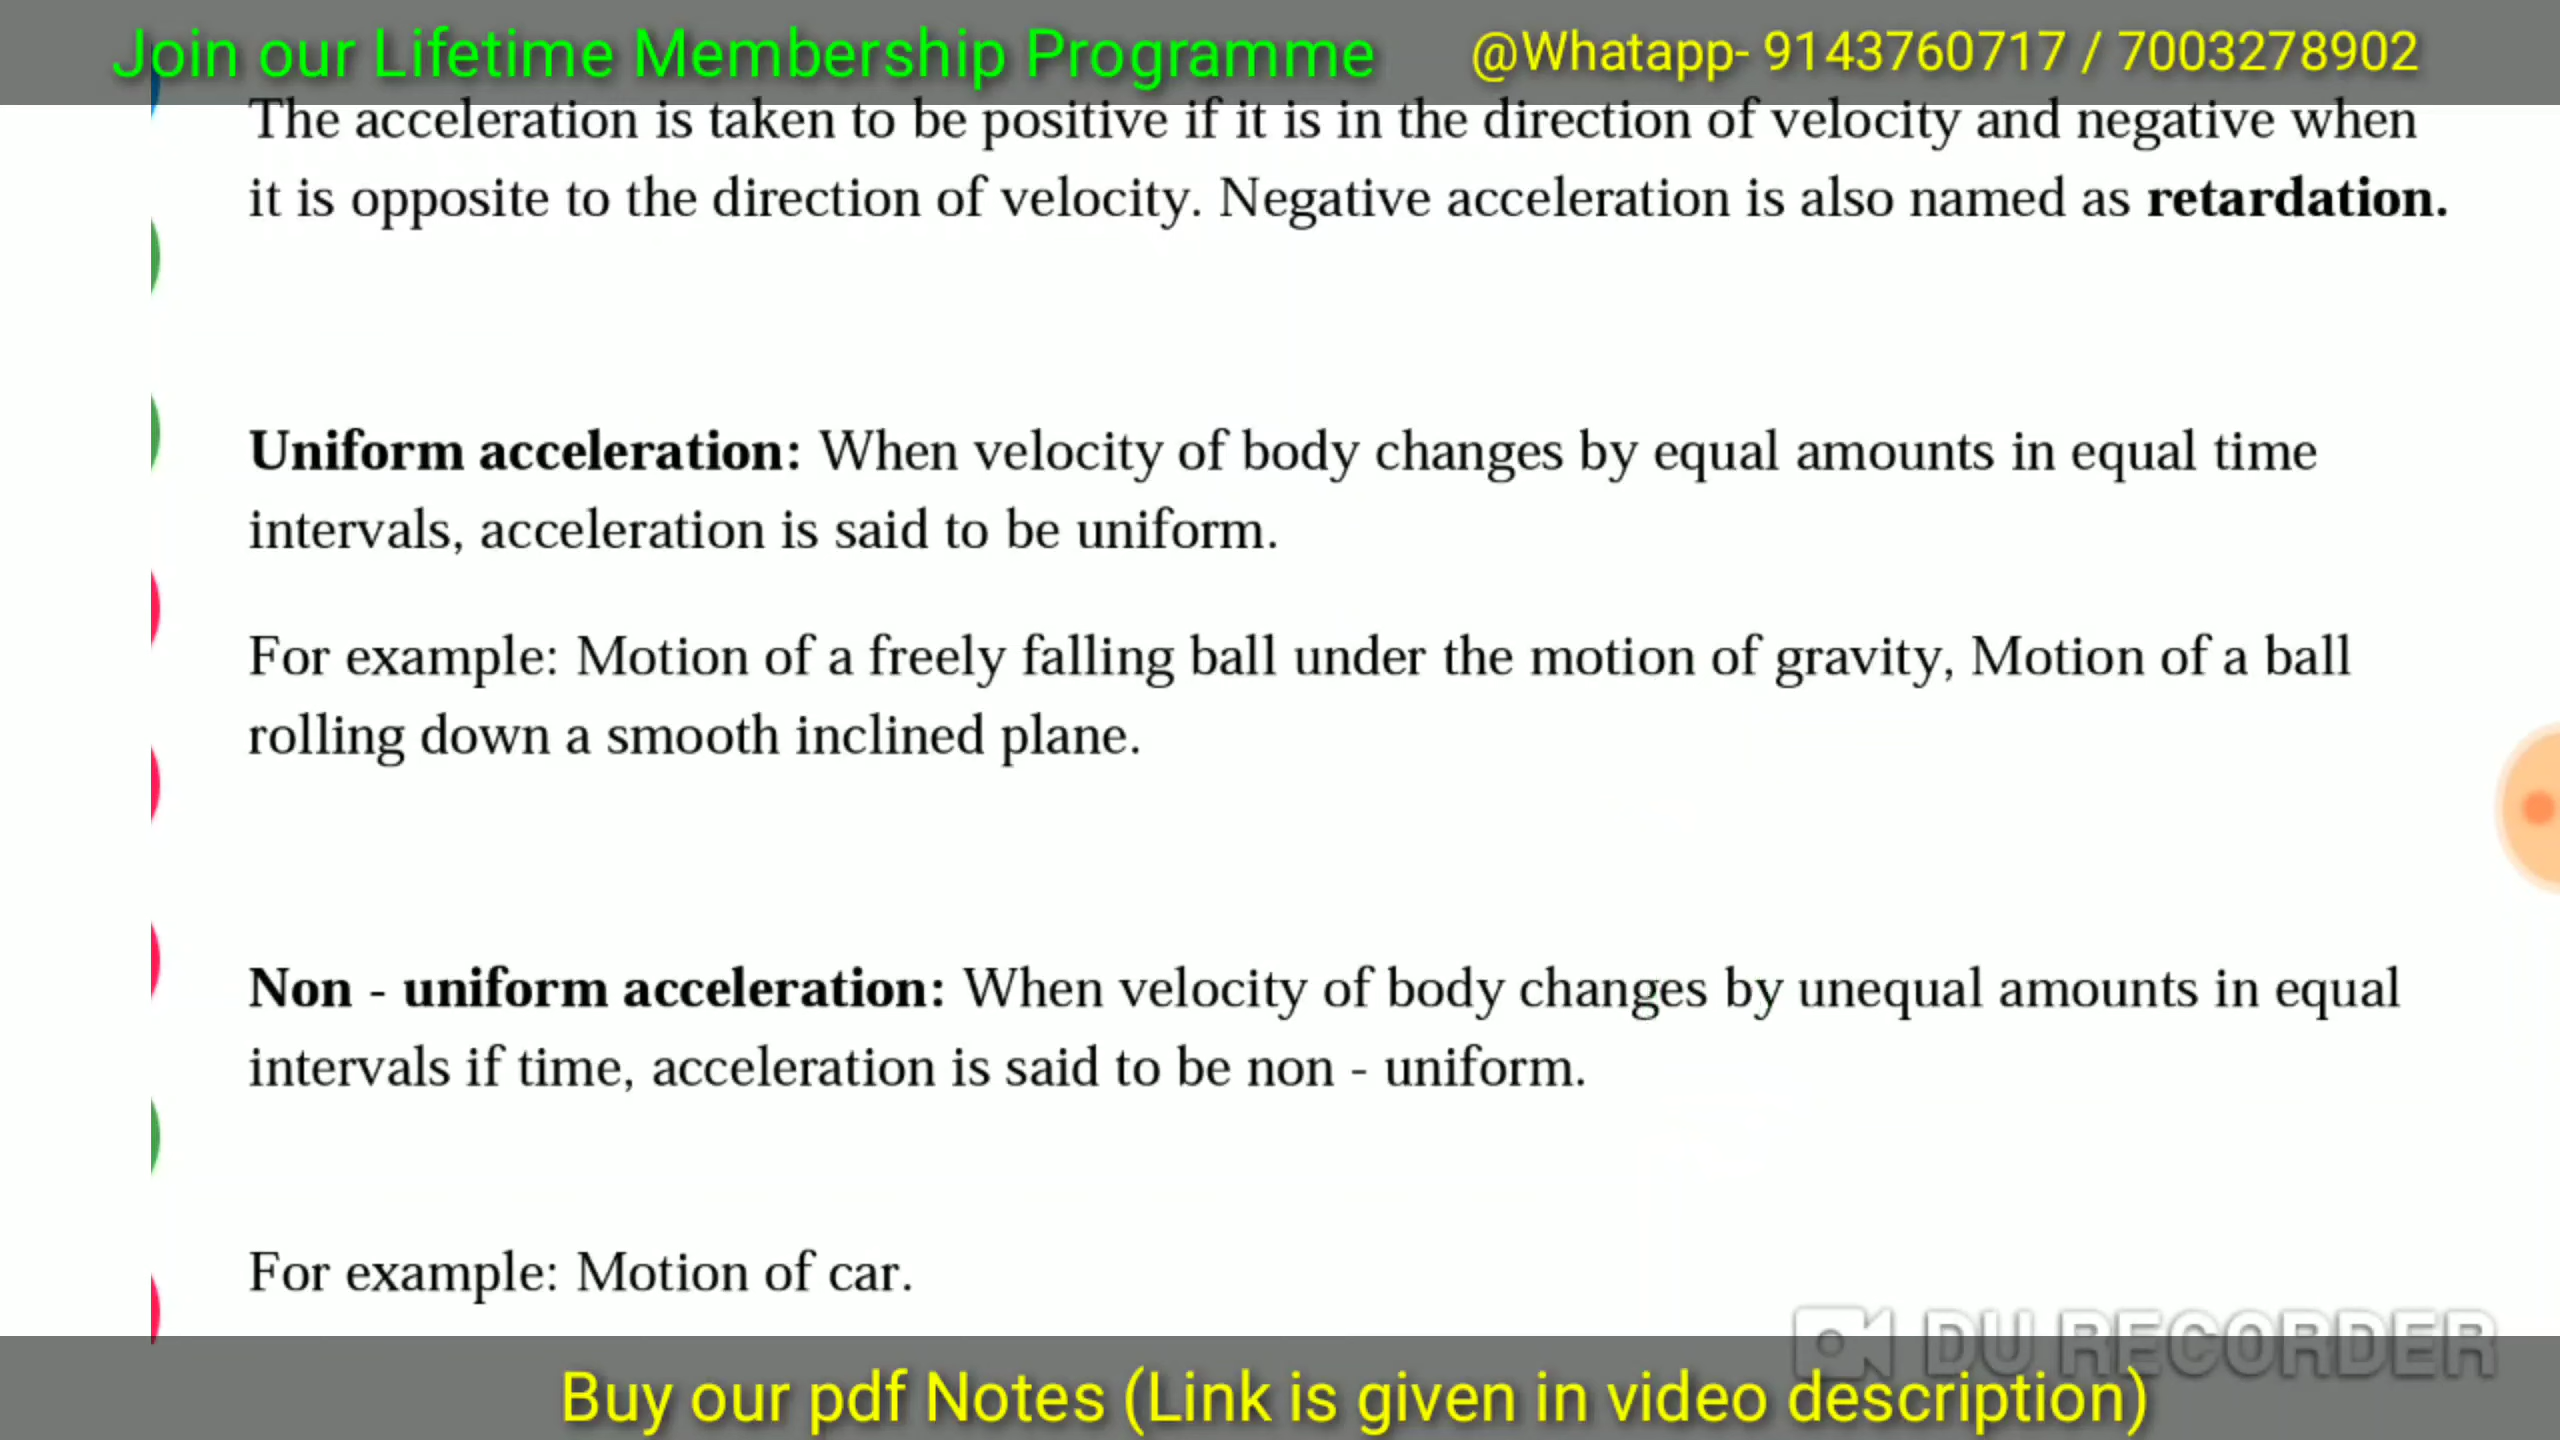 Join our Lifetime Membership Programme @Whatapp- 9143760717 / 7003278902
The acceleration is taken to be positive if it is in the direction of velocity and negative when
it is opposite to the direction of velocity. Negative acceleration is also named as retardation.
Uniform acceleration: When velocity of body changes by equal amounts in equal time
intervals, acceleration is said to be uniform.
For example: Motion of a freely falling ball under the motion of gravity, Motion of a ball
rolling down a smooth inclined plane.
Non - uniform acceleration: When velocity of body changes by unequal amounts in equal
intervals if time, acceleration is said to be non - uniform.
For example: Motion of car.
DU RECORDER
Buy our pdf Notes (Link is given in video description)